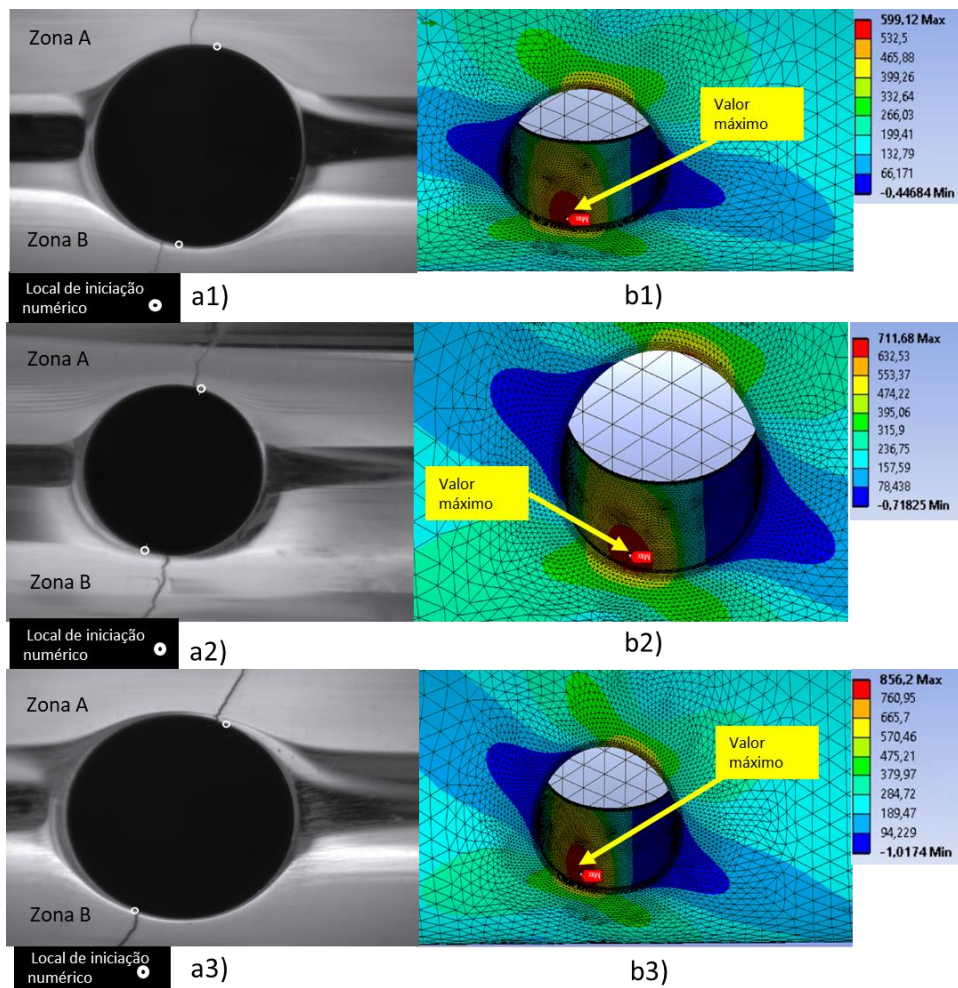 Zona A
Zona B
Local de iniciação
numérico
a1)
Valor
máximo
Max
b1)
599,12 Max
532,5
465,88
399,26
332,64
266,03
199,41
132,79
66,171
-0,44684 Min
Zona A
Zona B
Local de iniciação
numérico
a2)
Valor
máximo
Max
b2)
711,68 Max
632,53
553,37
474,22
395,06
315,9
236,75
157,59
78,438
-0,71825 Min
Zona A
Zona B
Local de iniciação
numérico
a3)
Valor
máximo
Max
b3)
856,2 Max
760,95
665,7
570,46
475,21
379,97
284,72
189,47
94,229
-1,0174 Min